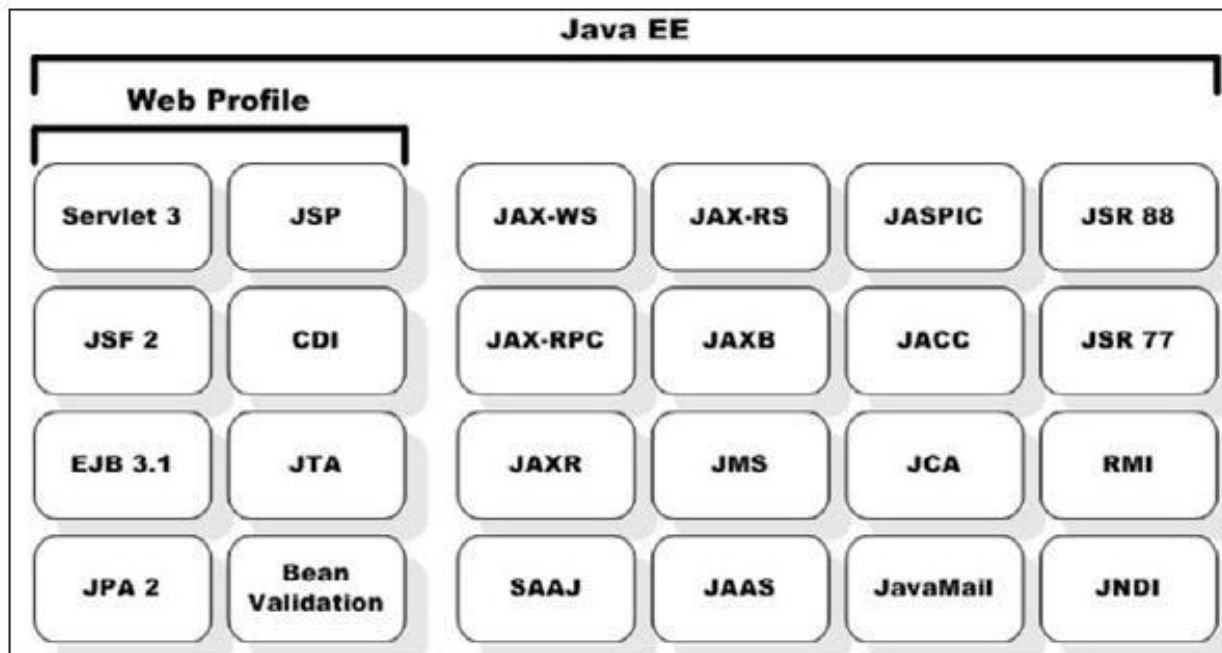 Java EE
Web Profile
Servlet 3 JSP JAX-WS JAX-RS JASPIC JSR 88
JSF 2 CDI JAX-RPC JAXB JACC JSR 77
EJB 3.1 JTA JAXR JMS JCA RMI
JPA 2 Bean Validation SAAJ JAAS JavaMail JNDI